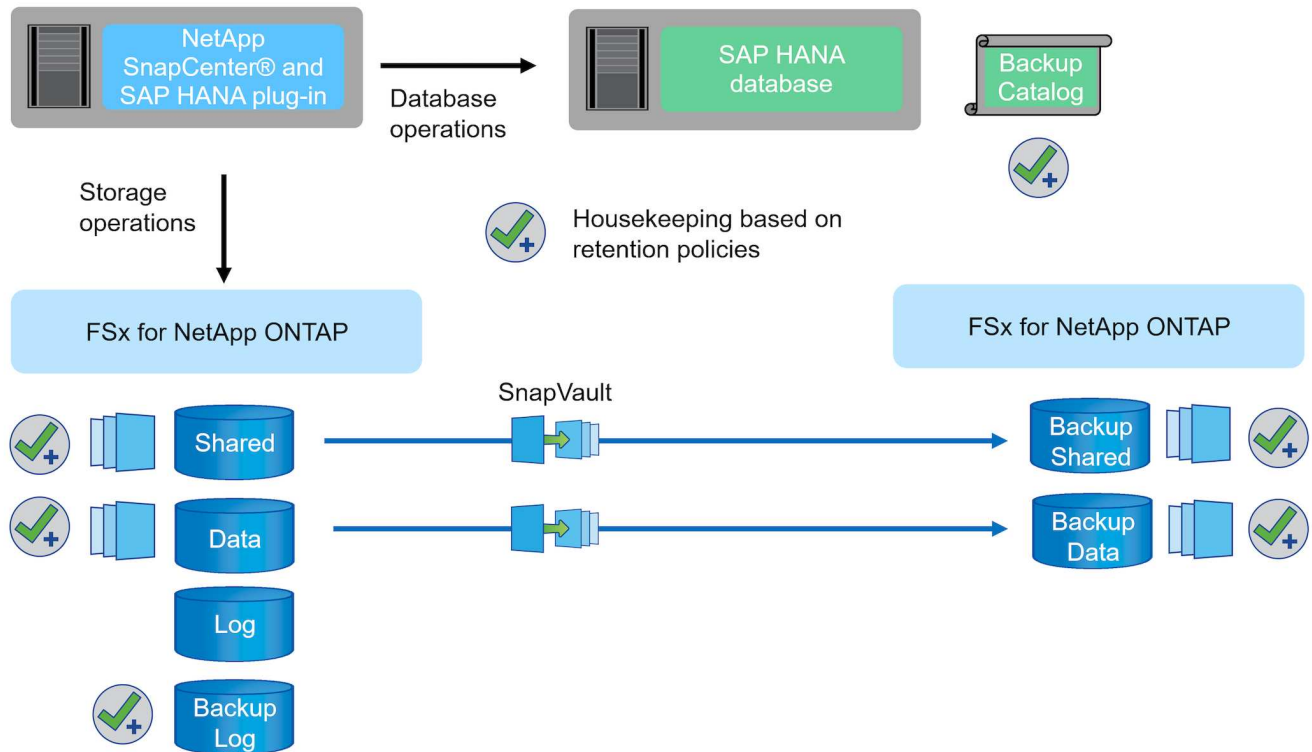 NetApp
SnapCenter® and
SAP HANA plug-in
Database
operations
SAP HANA
database
Backup
Catalog
Storage
operations
Housekeeping based on
retention policies
FSx for NetApp ONTAP
FSx for NetApp ONTAP
SnapVault
Shared
Backup
Shared
Data
Backup
Data
Log
Backup
Log